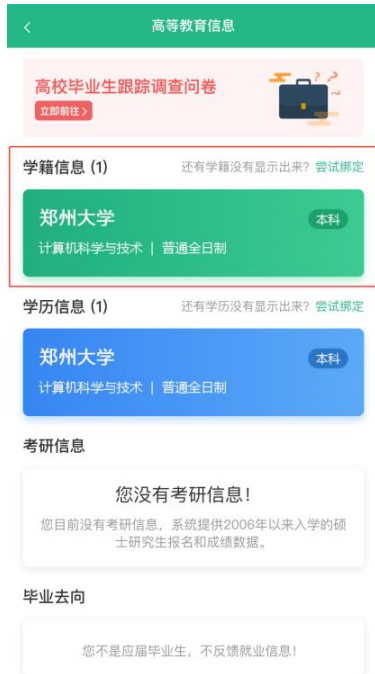 高等教育信息
高校毕业生跟踪调查问卷
立即前往 >
学籍信息 (1) 还有学籍没有显示出来? 尝试绑定
郑州大学 本科
计算机科学与技术 | 普通全日制
学历信息 (1) 还有学历没有显示出来? 尝试绑定
郑州大学 本科
计算机科学与技术 | 普通全日制
考研信息
您没有考研信息!
您目前没有考研信息，系统提供2006年以来入学的硕
士研究生报名和成绩数据。
毕业去向
您不是应届毕业生，不反馈就业信息!